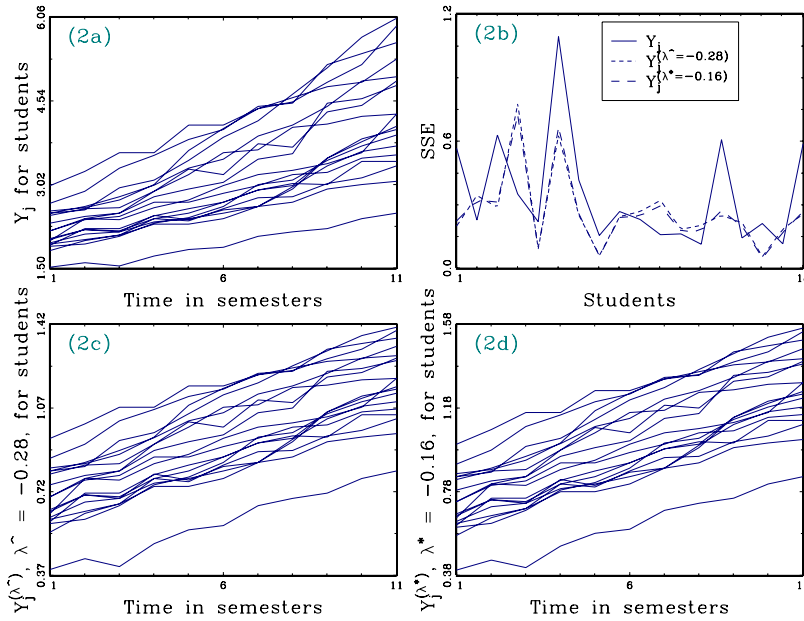 (2a)
Y_j for students
6.06
4.54
3.02
1.50
1
6
11
Time in semesters
(2b)
SSE
1.2
0.6
0.0
Y_j
Y_j^(λ^=−0.28)
Y_j^(λ*=−0.16)
1
1
Students
(2c)
Y_j^(λ^), λ^ = −0.28, for students
1.42
1.07
0.72
0.37
1
6
11
Time in semesters
(2d)
Y_j^(λ*), λ* = −0.16, for students
1.58
1.18
0.78
0.38
1
6
1
Time in semesters